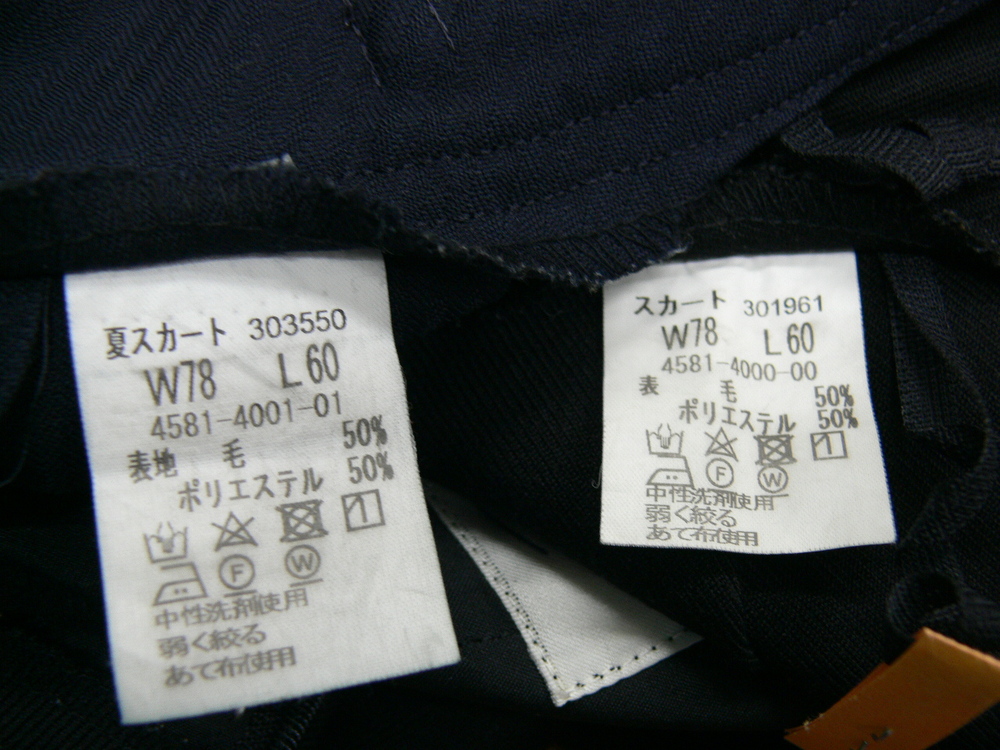 夏スカート 303550
W78 L60
4581-4001-01
表地 毛 50%
ポリエステル 50%
F W
中性洗剤使用
弱く絞る
あて布使用
スカート 301961
W78 L60
4581-4000-00
表 毛 50%
ポリエステル 50%
F W
中性洗剤使用
弱く絞る
あて布使用